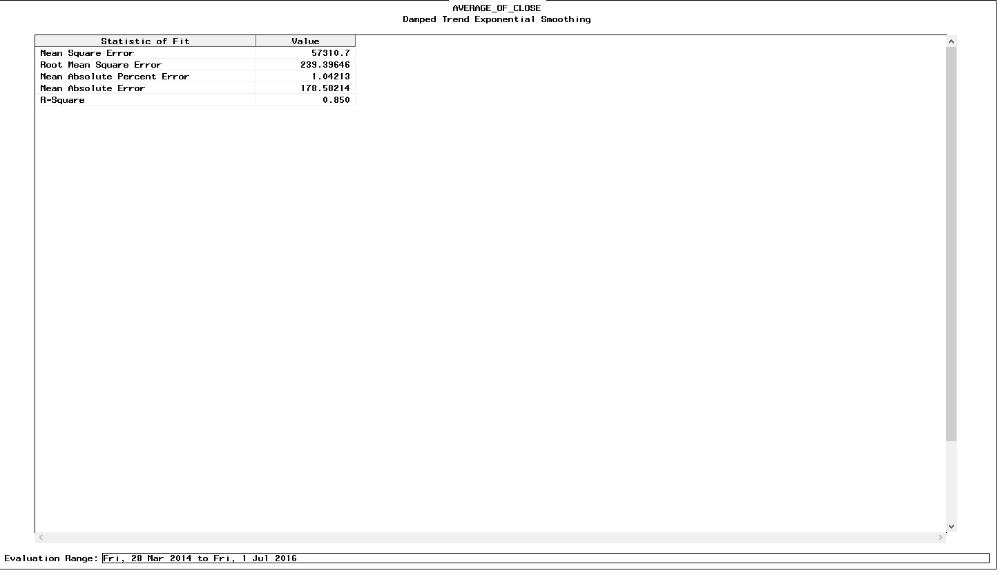 AVERAGE_OF_CLOSE
Damped Trend Exponential Smoothing
Statistic of Fit Value
Mean Square Error 57310.7
Root Mean Square Error 239.39646
Mean Absolute Percent Error 1.04213
Mean Absolute Error 178.58214
R-Square 0.850
Evaluation Range: Fri, 28 Mar 2014 to Fri, 1 Jul 2016